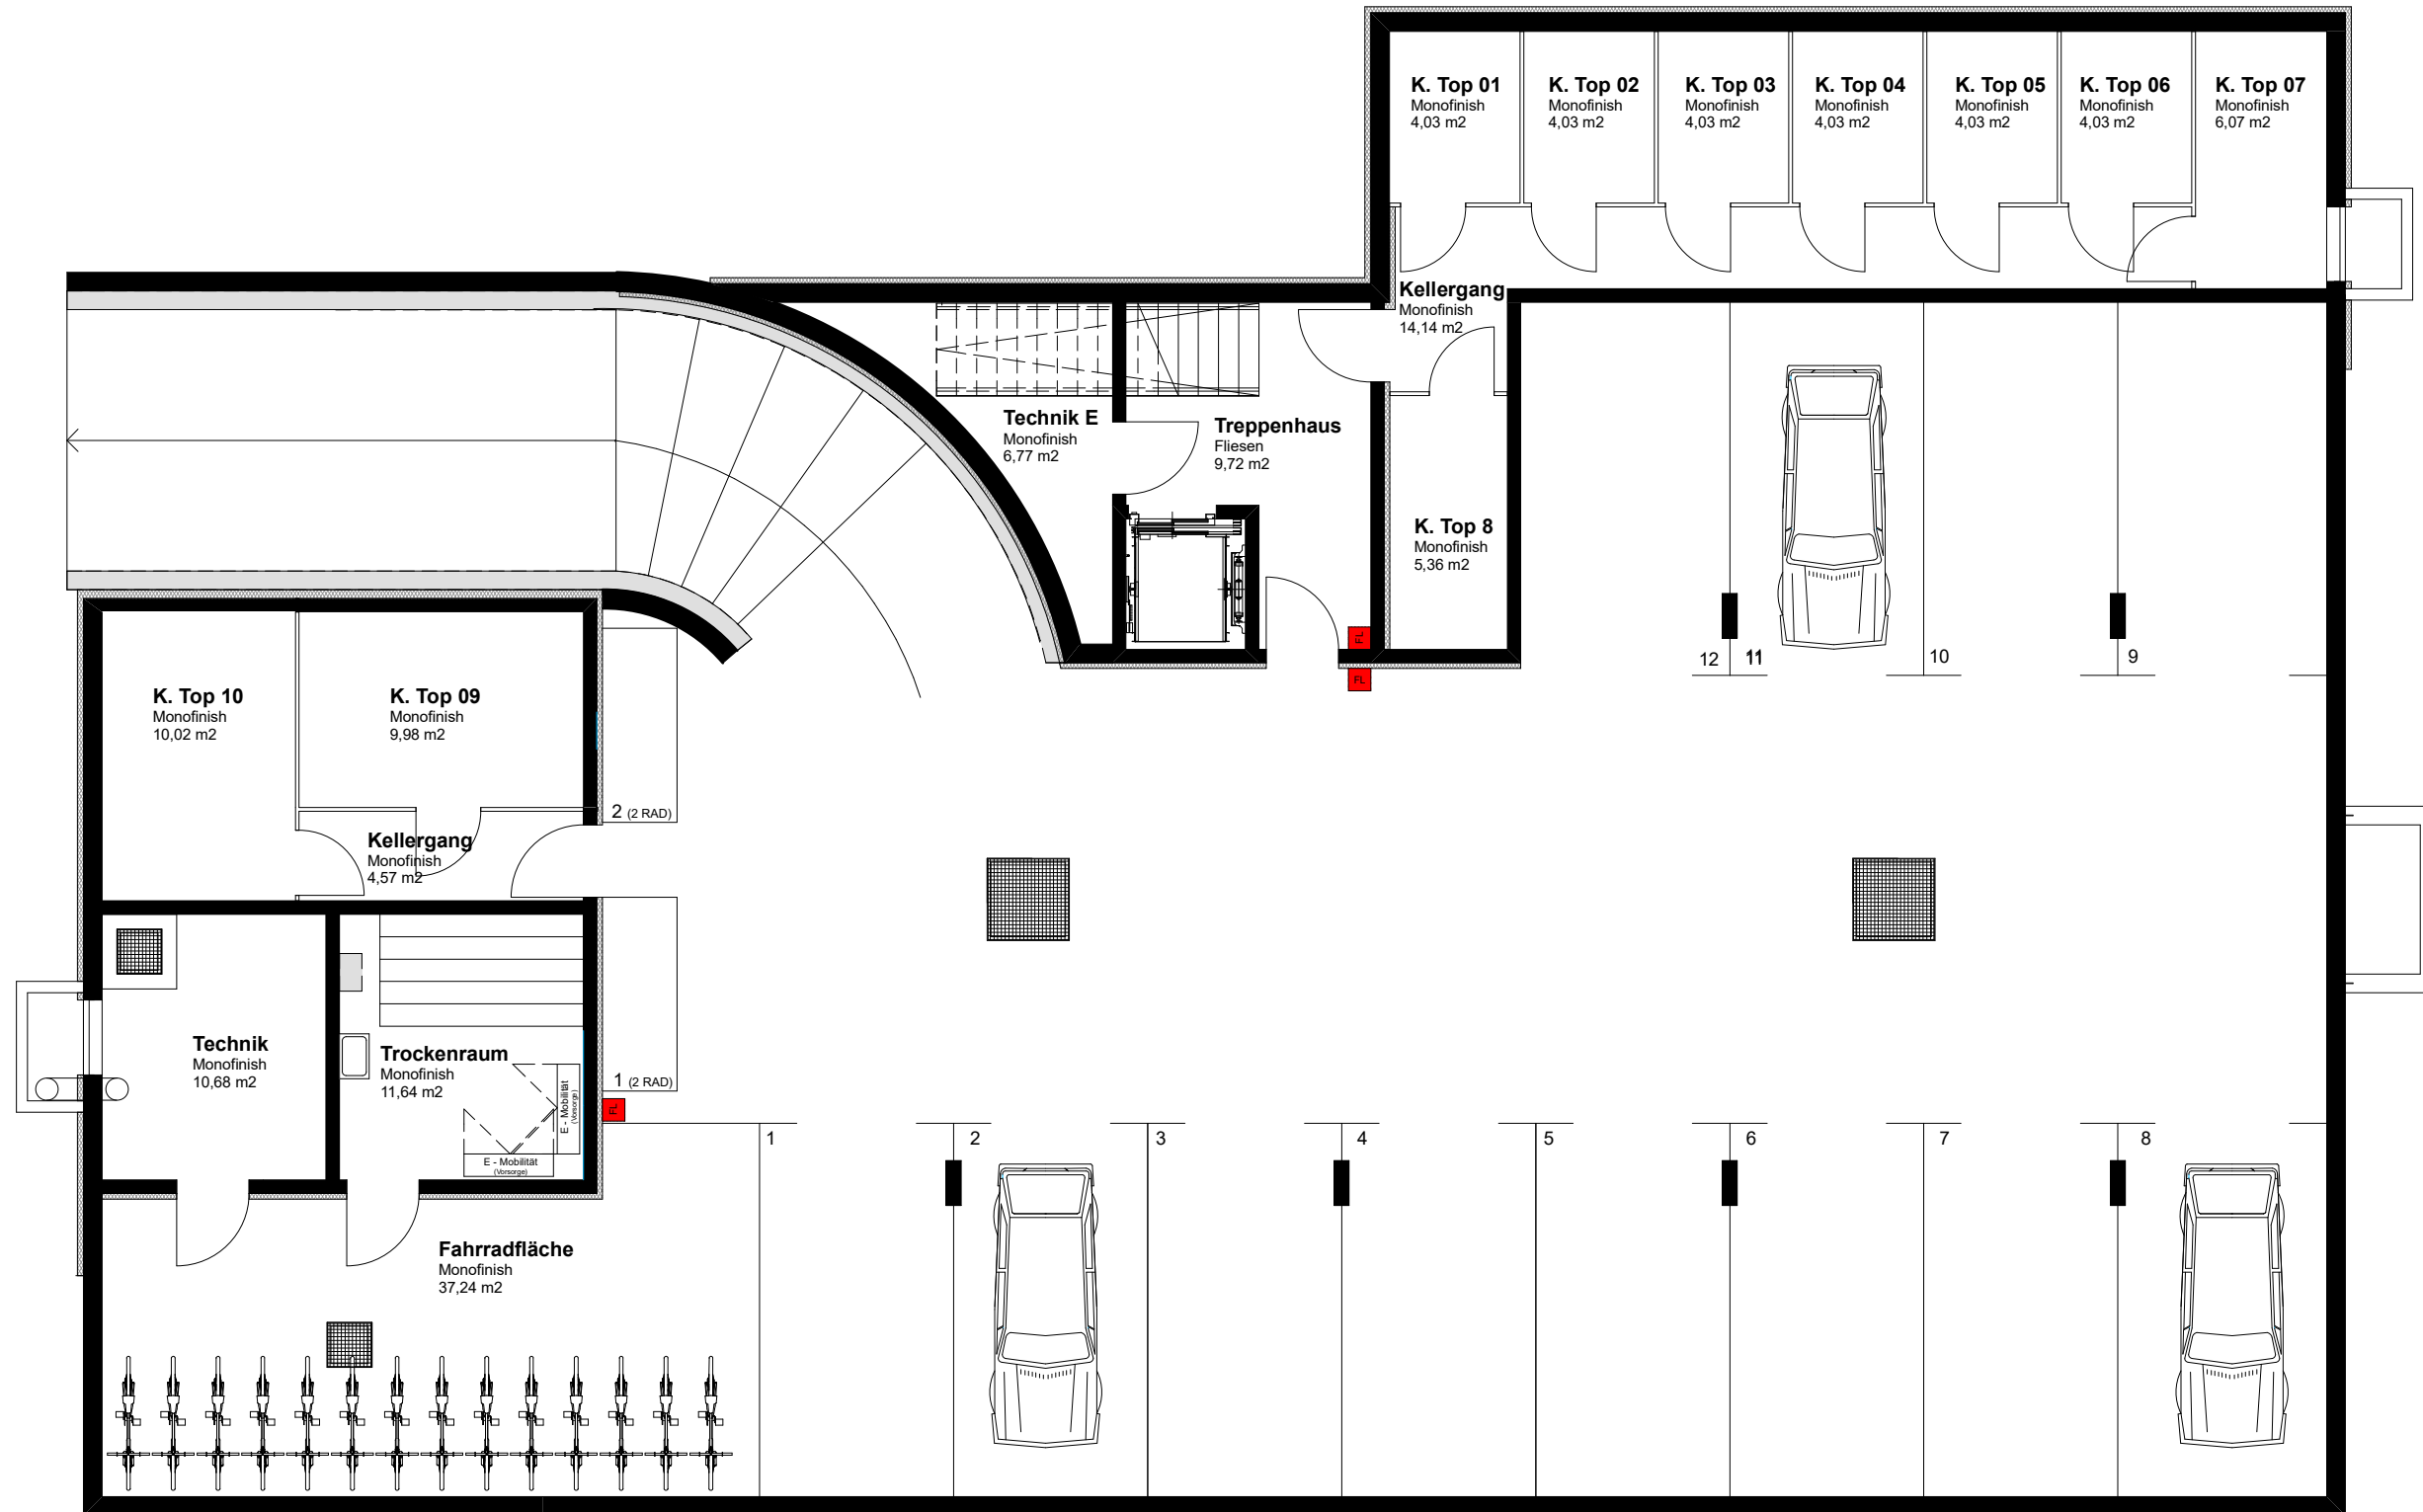 K. Top 01
Monofinish
4,03 m2
K. Top 02
Monofinish
4,03 m2
K. Top 03
Monofinish
4,03 m2
K. Top 04
Monofinish
4,03 m2
K. Top 05
Monofinish
4,03 m2
K. Top 06
Monofinish
4,03 m2
K. Top 07
Monofinish
6,07 m2
Kellergang
Monofinish
14,14 m2
Technik E
Monofinish
6,77 m2
Treppenhaus
Fliesen
9,72 m2
K. Top 8
Monofinish
5,36 m2
FL
FL
12
11
10
9
K. Top 10
Monofinish
10,02 m2
K. Top 09
Monofinish
9,98 m2
2 (2 RAD)
Kellergang
Monofinish
4,57 m2
Technik
Monofinish
10,68 m2
Trockenraum
Monofinish
11,64 m2
1 (2 RAD)
FL
E - Mobilität
(Vorsorge)
E - Mobilität
(Vorsorge)
1
2
3
4
5
6
7
8
Fahrradfläche
Monofinish
37,24 m2